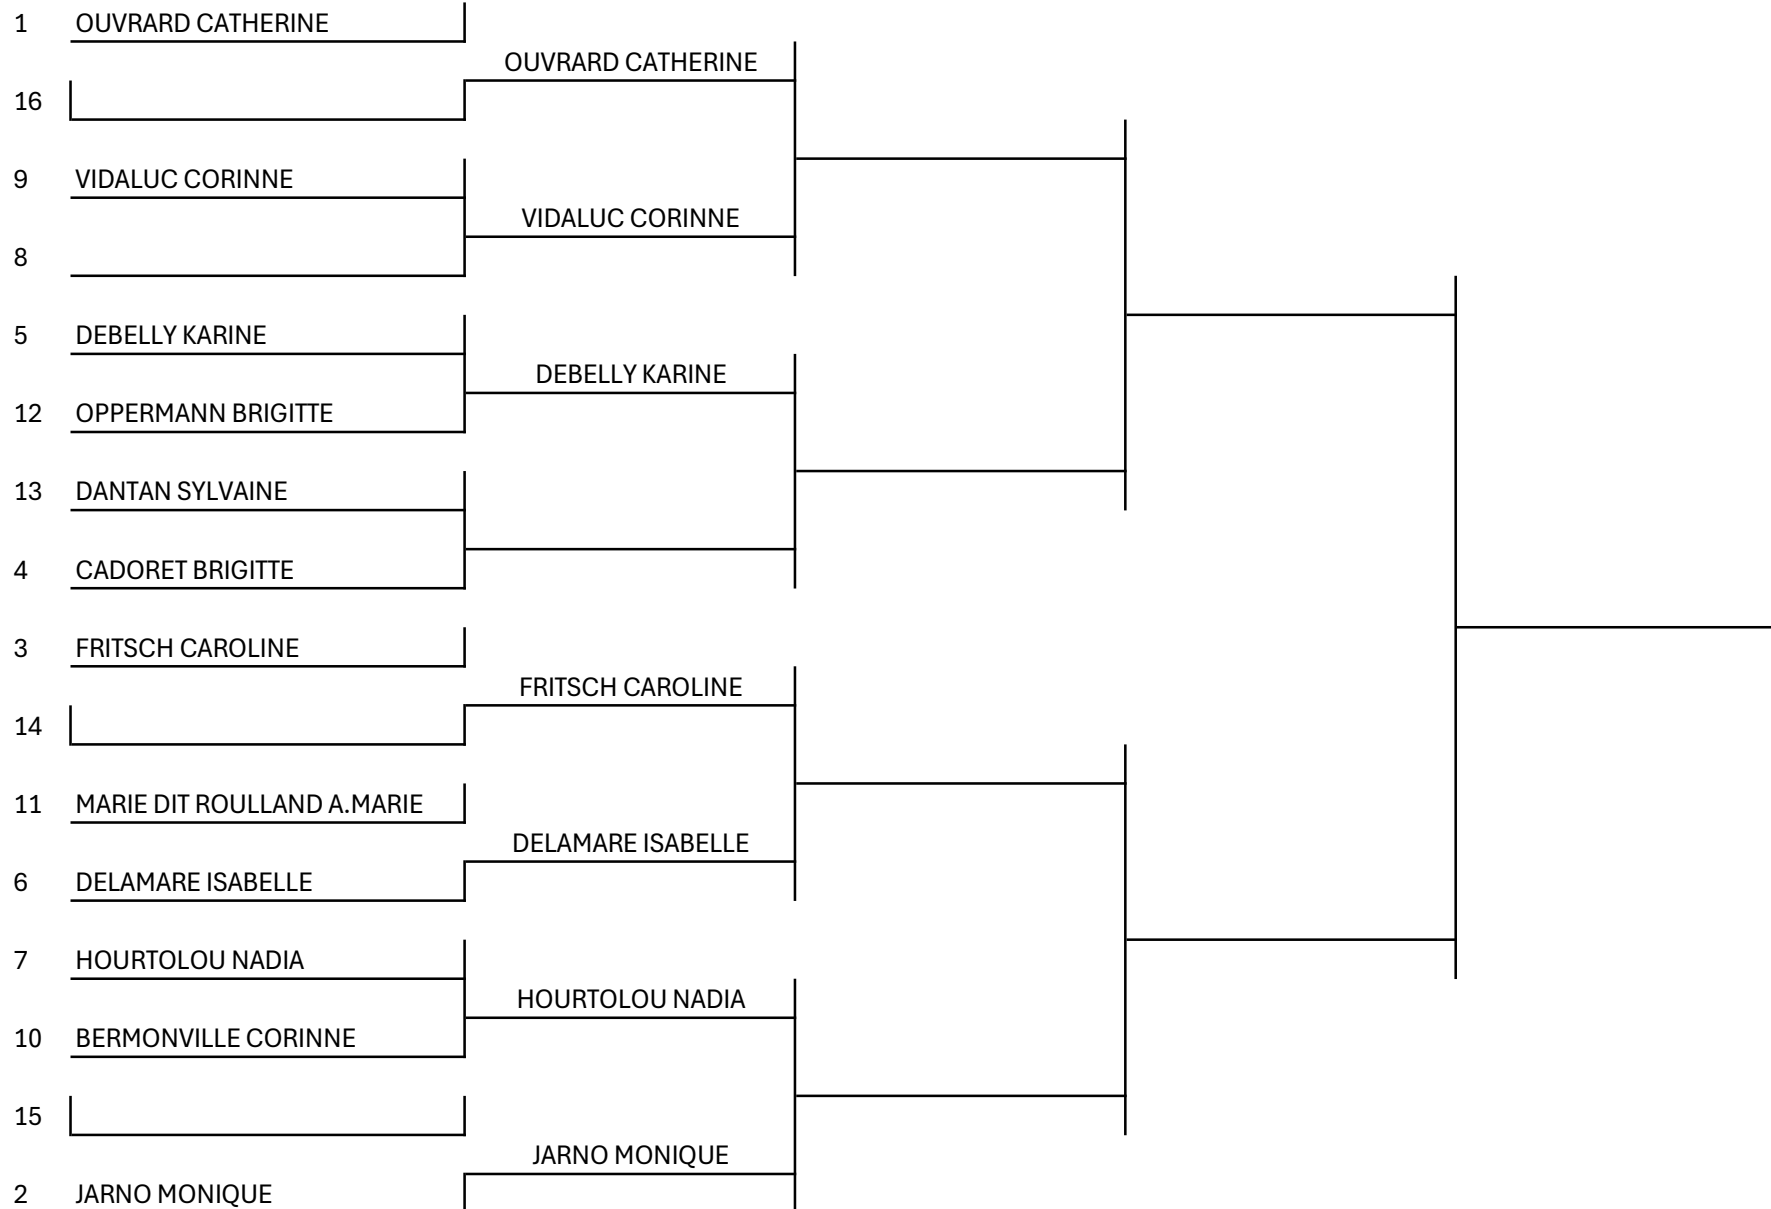 1 OUVRARD CATHERINE
OUVRARD CATHERINE
16
9 VIDALUC CORINNE
VIDALUC CORINNE
8
5 DEBELLY KARINE
DEBELLY KARINE
12 OPPERMANN BRIGITTE
13 DANTAN SYLVAINE
4 CADORET BRIGITTE
3 FRITSCH CAROLINE
FRITSCH CAROLINE
14
11 MARIE DIT ROULLAND A.MARIE
DELAMARE ISABELLE
6 DELAMARE ISABELLE
7 HOURTOLOU NADIA
HOURTOLOU NADIA
10 BERMONVILLE CORINNE
15
JARNO MONIQUE
2 JARNO MONIQUE